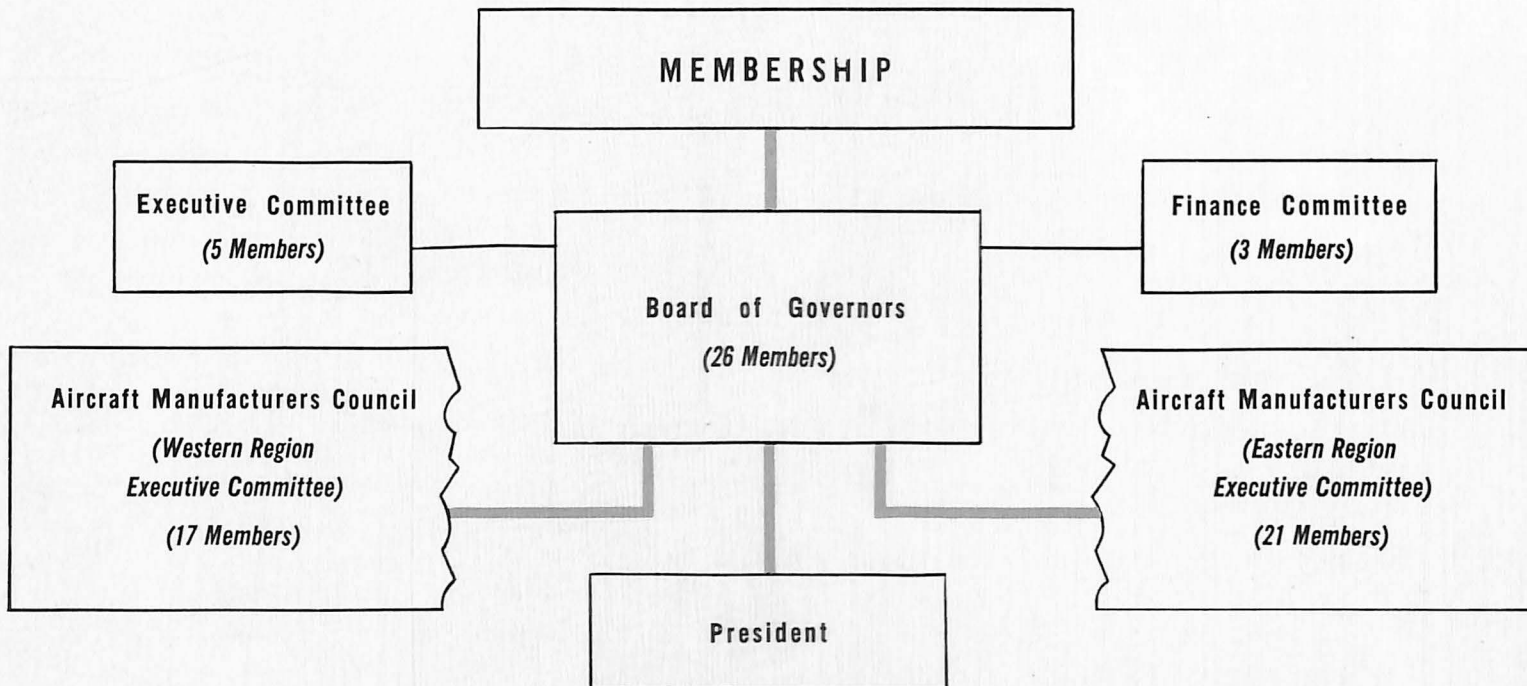 MEMBERSHIP
Executive Committee
(5 Members)
Finance Committee
(3 Members)
Board of Governors
(26 Members)
Aircraft Manufacturers Council
(Western Region
Executive Committee)
(17 Members)
Aircraft Manufacturers Council
(Eastern Region
Executive Committee)
(21 Members)
President